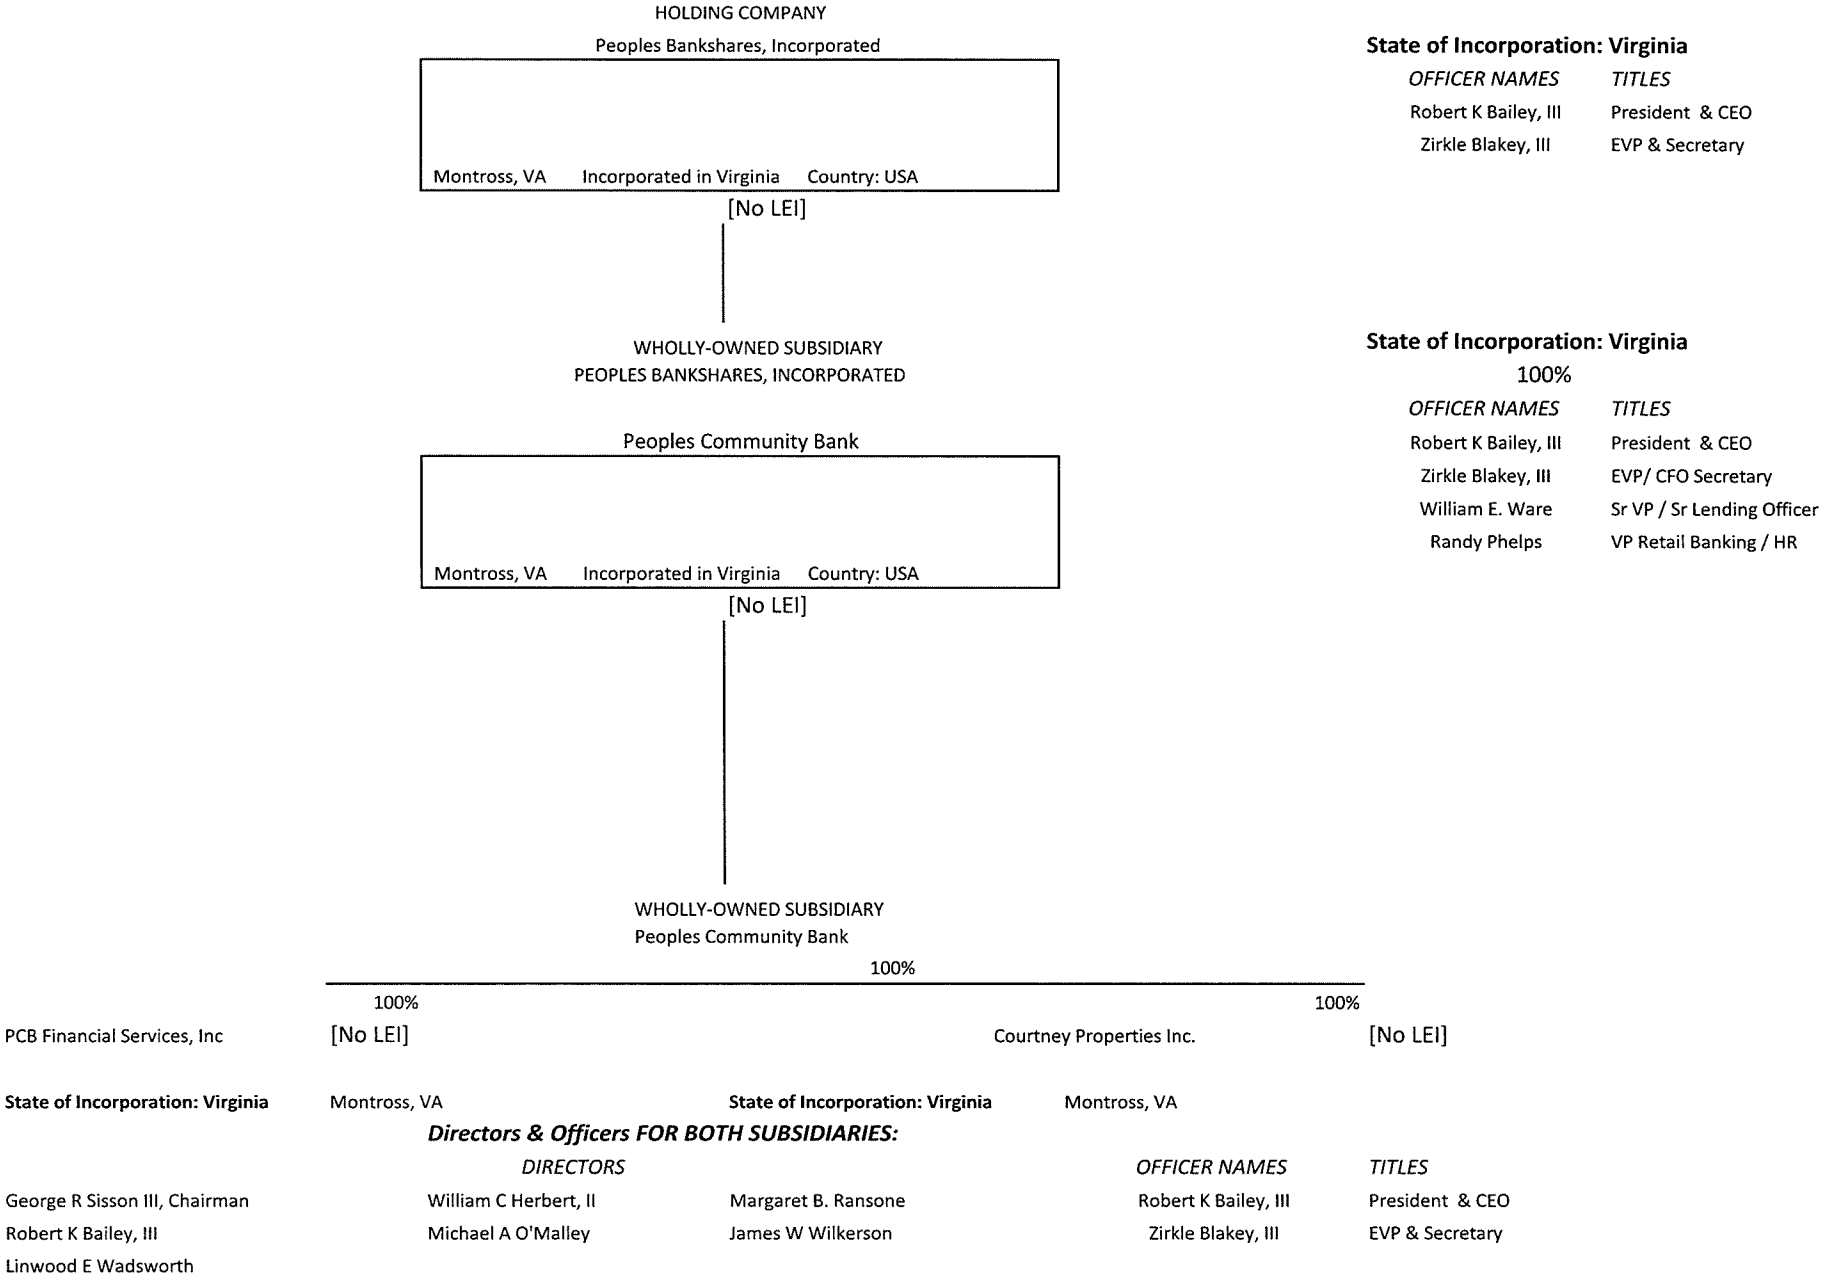 HOLDING COMPANY
Peoples Bankshares, Incorporated
State of Incorporation: Virginia
OFFICER NAMES TITLES
Robert K Bailey, III President & CEO
Zirkle Blakey, III EVP & Secretary
Montross, VA Incorporated in Virginia Country: USA
[No LEI]
WHOLLY-OWNED SUBSIDIARY
PEOPLES BANKSHARES, INCORPORATED
State of Incorporation: Virginia
100%
OFFICER NAMES TITLES
Peoples Community Bank
Robert K Bailey, III President & CEO
Zirkle Blakey, III EVP/ CFO Secretary
William E. Ware Sr VP / Sr Lending Officer
Randy Phelps VP Retail Banking / HR
Montross, VA Incorporated in Virginia Country: USA
[No LEI]
WHOLLY-OWNED SUBSIDIARY
Peoples Community Bank
100%
100% 100%
PCB Financial Services, Inc [No LEI] Courtney Properties Inc. [No LEI]
State of Incorporation: Virginia Montross, VA State of Incorporation: Virginia Montross, VA
Directors & Officers FOR BOTH SUBSIDIARIES:
DIRECTORS OFFICER NAMES TITLES
George R Sisson III, Chairman William C Herbert, II Margaret B. Ransone Robert K Bailey, III President & CEO
Robert K Bailey, III Michael A O'Malley James W Wilkerson Zirkle Blakey, III EVP & Secretary
Linwood E Wadsworth